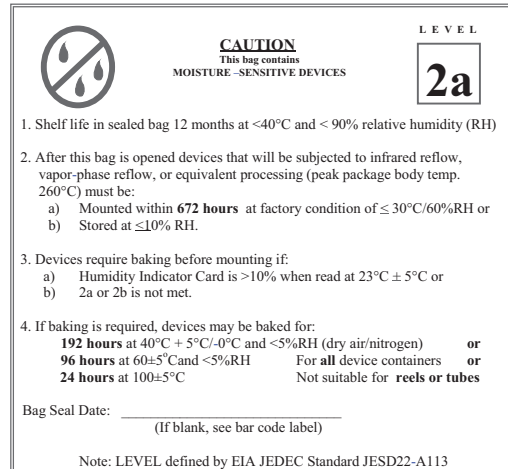 LEVEL
CAUTION
This bag contains
MOISTURE –SENSITIVE DEVICES
2a
1. Shelf life in sealed bag 12 months at <40°C and < 90% relative humidity (RH)
2. After this bag is opened devices that will be subjected to infrared reflow,
vapor-phase reflow, or equivalent processing (peak package body temp.
260°C) must be:
a) Mounted within 672 hours at factory condition of ≤ 30°C/60%RH or
b) Stored at ≤10% RH.
3. Devices require baking before mounting if:
a) Humidity Indicator Card is >10% when read at 23°C ± 5°C or
b) 2a or 2b is not met.
4. If baking is required, devices may be baked for:
192 hours at 40°C + 5°C/-0°C and <5%RH (dry air/nitrogen) or
96 hours at 60±5°Cand <5%RH For all device containers or
24 hours at 100±5°C Not suitable for reels or tubes
Bag Seal Date: ______________________________
(If blank, see bar code label)
Note: LEVEL defined by EIA JEDEC Standard JESD22-A113